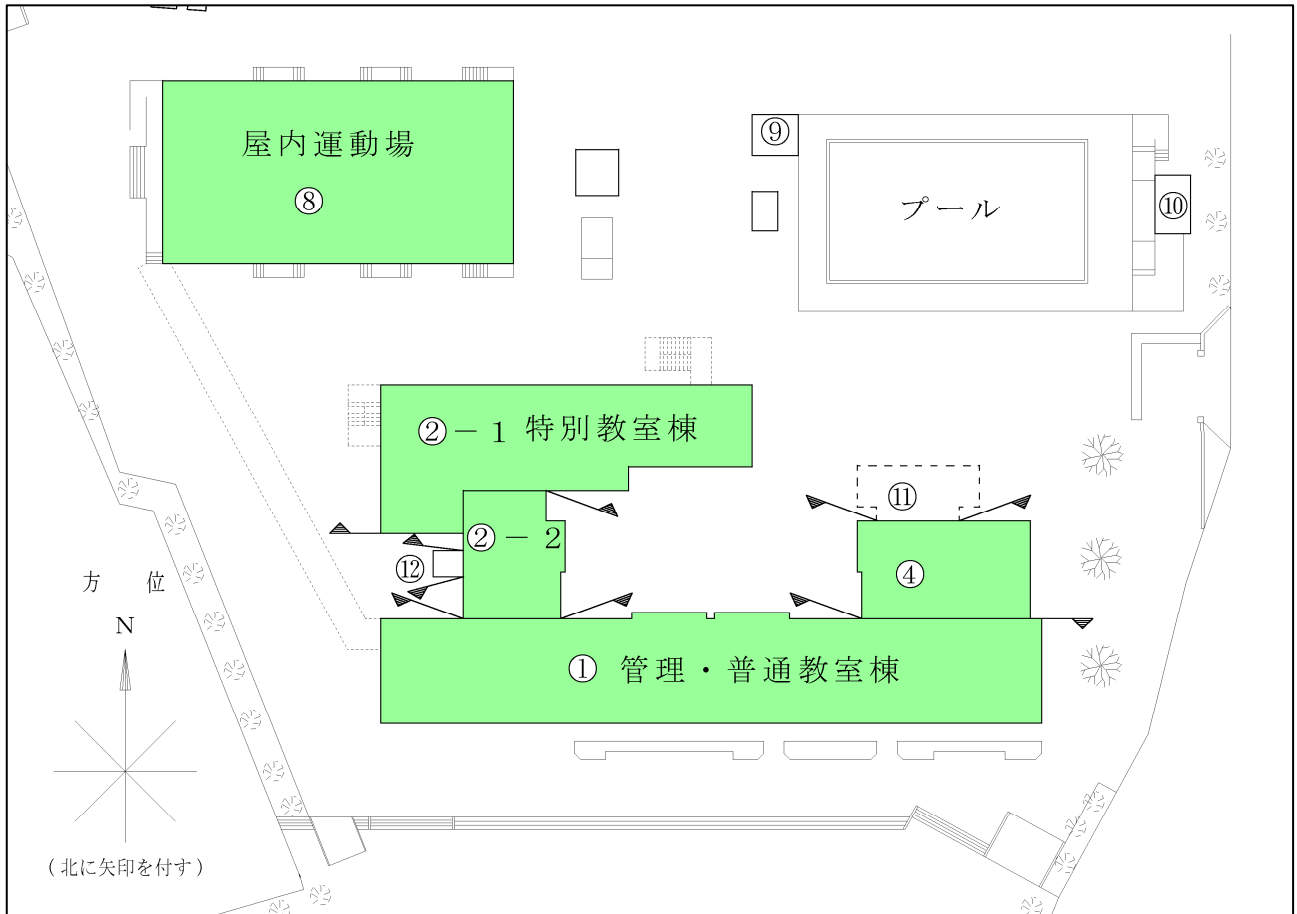 屋内運動場
⑧
⑨
プール
⑩
②－１ 特別教室棟
②－２
⑪
⑫
④
方　位
N
① 管理・普通教室棟
(北に矢印を付す)